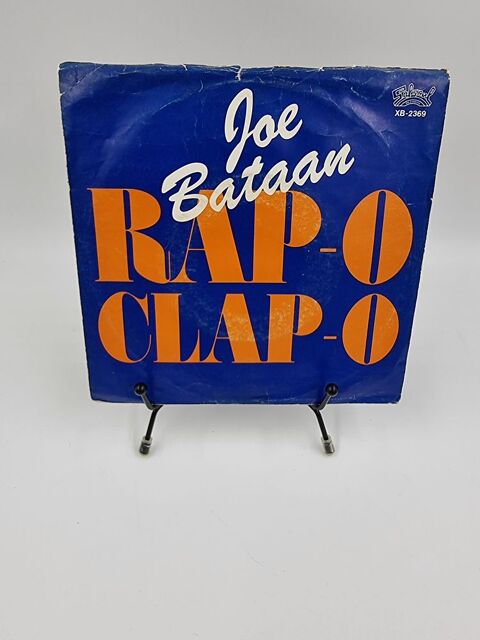 Salsoul
XB-2369
Joe
Bataan
RAP-O
CLAP-O